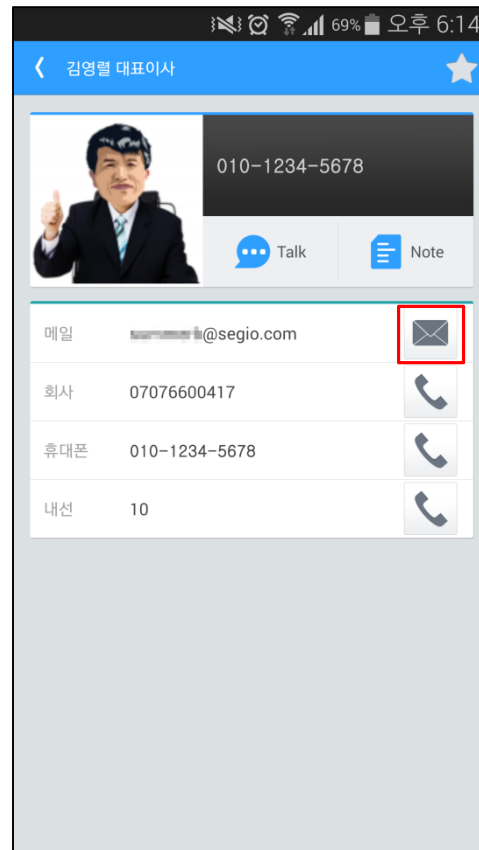 69% 오후 6:14
김영렬 대표이사
010-1234-5678
Talk Note
메일 @segio.com
회사 07076600417
휴대폰 010-1234-5678
내선 10